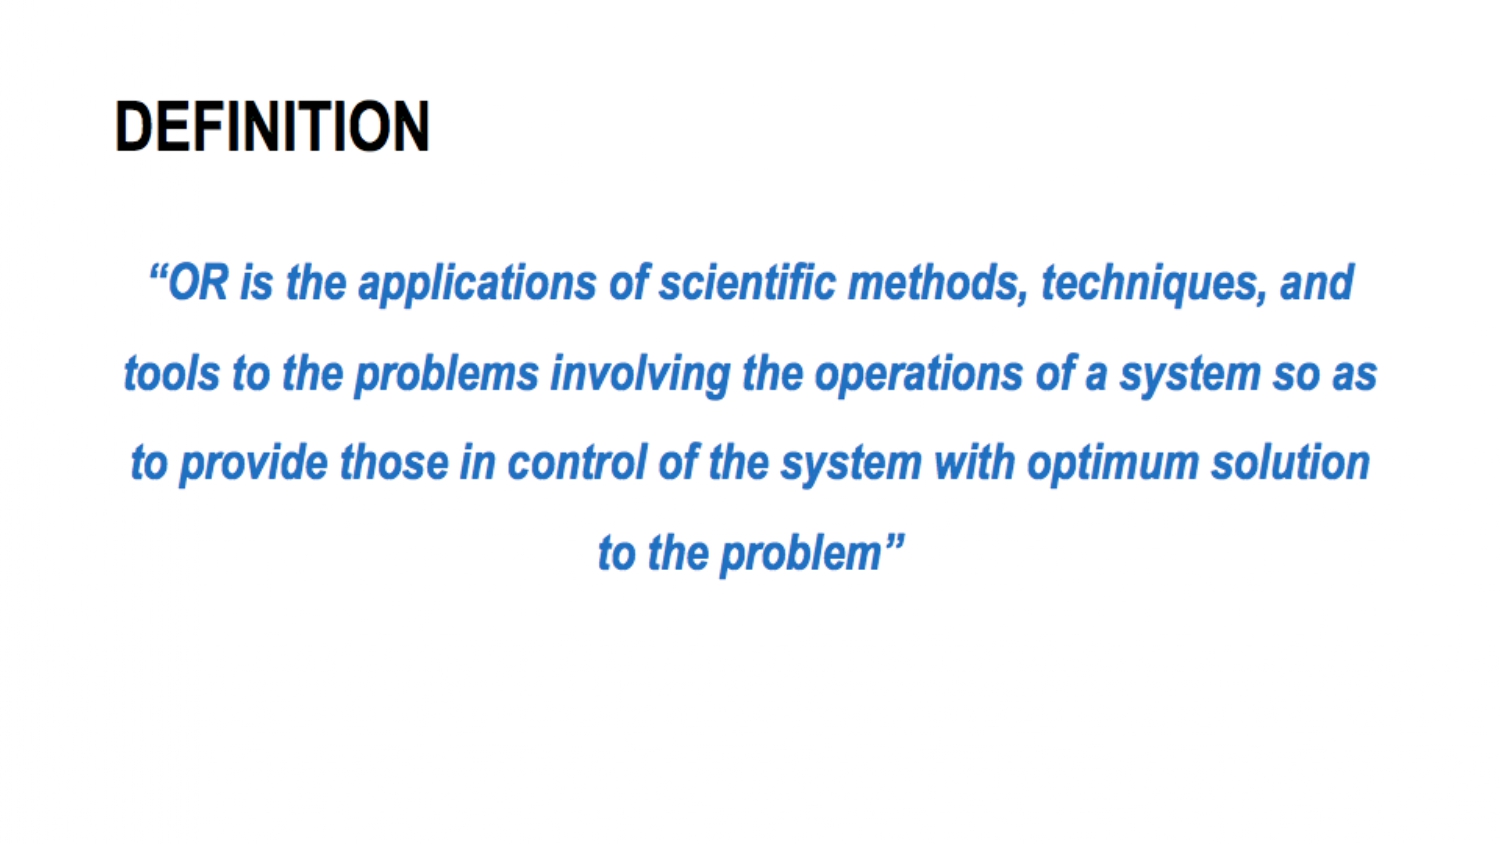 DEFINITION
“OR is the applications of scientific methods, techniques, and
tools to the problems involving the operations of a system so as
to provide those in control of the system with optimum solution
to the problem”